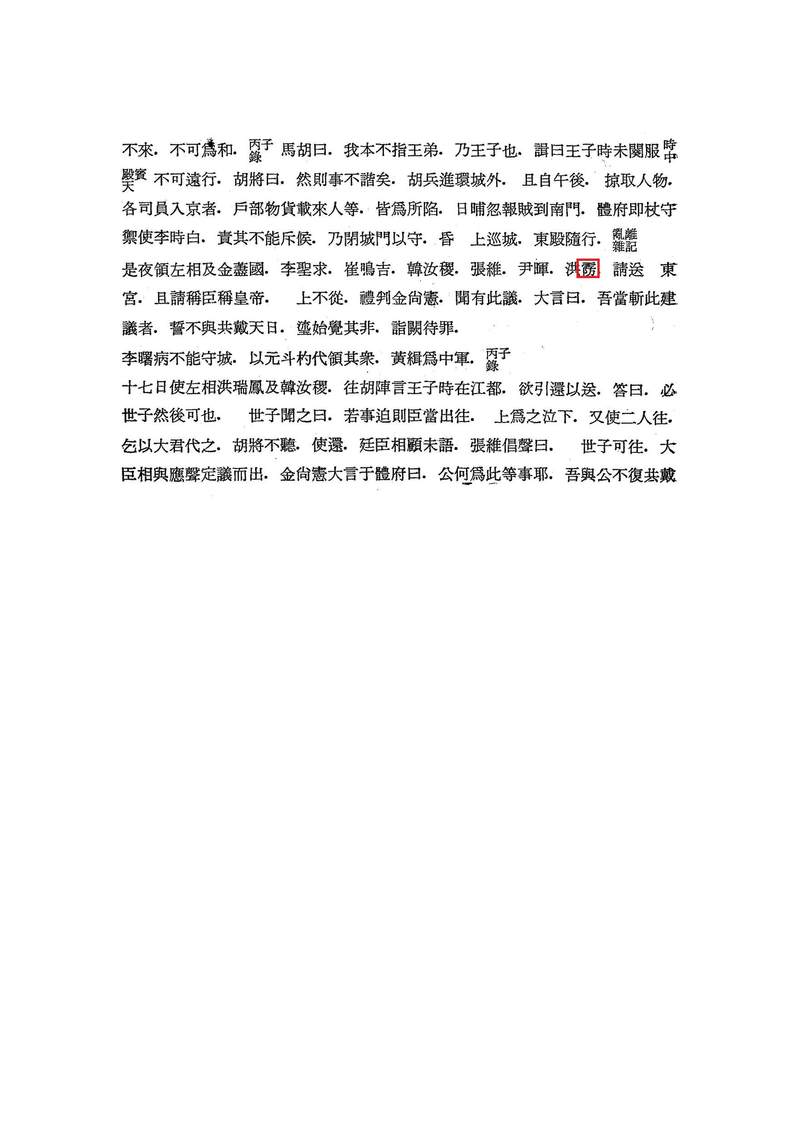 不來．不可爲和．丙子錄 馬胡曰．我本不指王弟．乃王子也．諱曰王子時未闋服 時中
殿賓天 不可遠行．胡將曰．然則事不諧矣．胡兵進環城外．且自午後．掠取人物．
各司員入京者．戶部物貨載來人等．皆爲所陷．日晡忽報賊到南門．體府即杖守
禦使李時白．責其不能斥候．乃閉城門以守．昏 上巡城．東殿隨行．亂離雜記
是夜領左相及金藎國．李聖求．崔鳴吉．韓汝稷．張維．尹暉．洪雱 請送 東
宮．且請稱臣稱皇帝． 上不從．禮判金尙憲．聞有此議．大言曰．吾當斬此建
議者．誓不與共戴天日．瑬始覺其非．詣闕待罪．
李曙病不能守城．以元斗杓代領其衆．黃緝爲中軍．丙子錄
十七日使左相洪瑞鳳及韓汝稷．往胡陣言王子時在江都．欲引還以送．答曰．必
世子然後可也． 世子聞之曰．若事迫則臣當出往． 上爲之泣下．又使二人往．
乞以大君代之．胡將不聽．使還．廷臣相顧未語．張維倡聲曰． 世子可往．大
臣相與應聲定議而出．金尙憲大言于體府曰．公何爲此等事耶．吾與公不復共戴